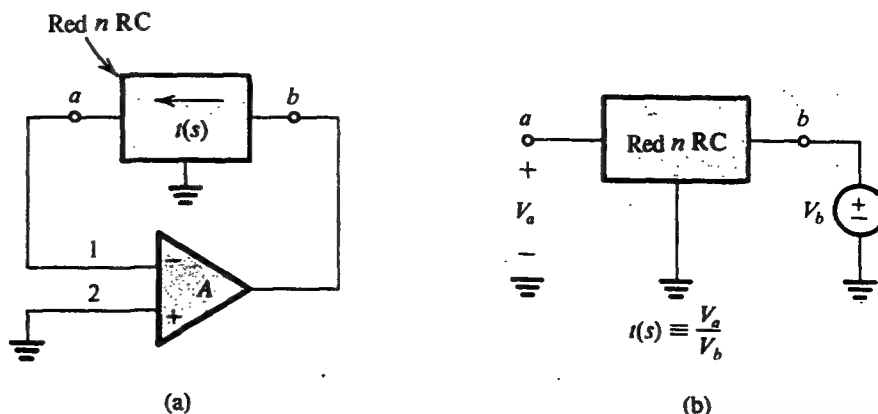 Red n RC
a
b
t(s)
1
2
−
+
A
(a)
a
b
Red n RC
+
V_a
−
V_b
+
−
t(s) ≡ V_a / V_b
(b)